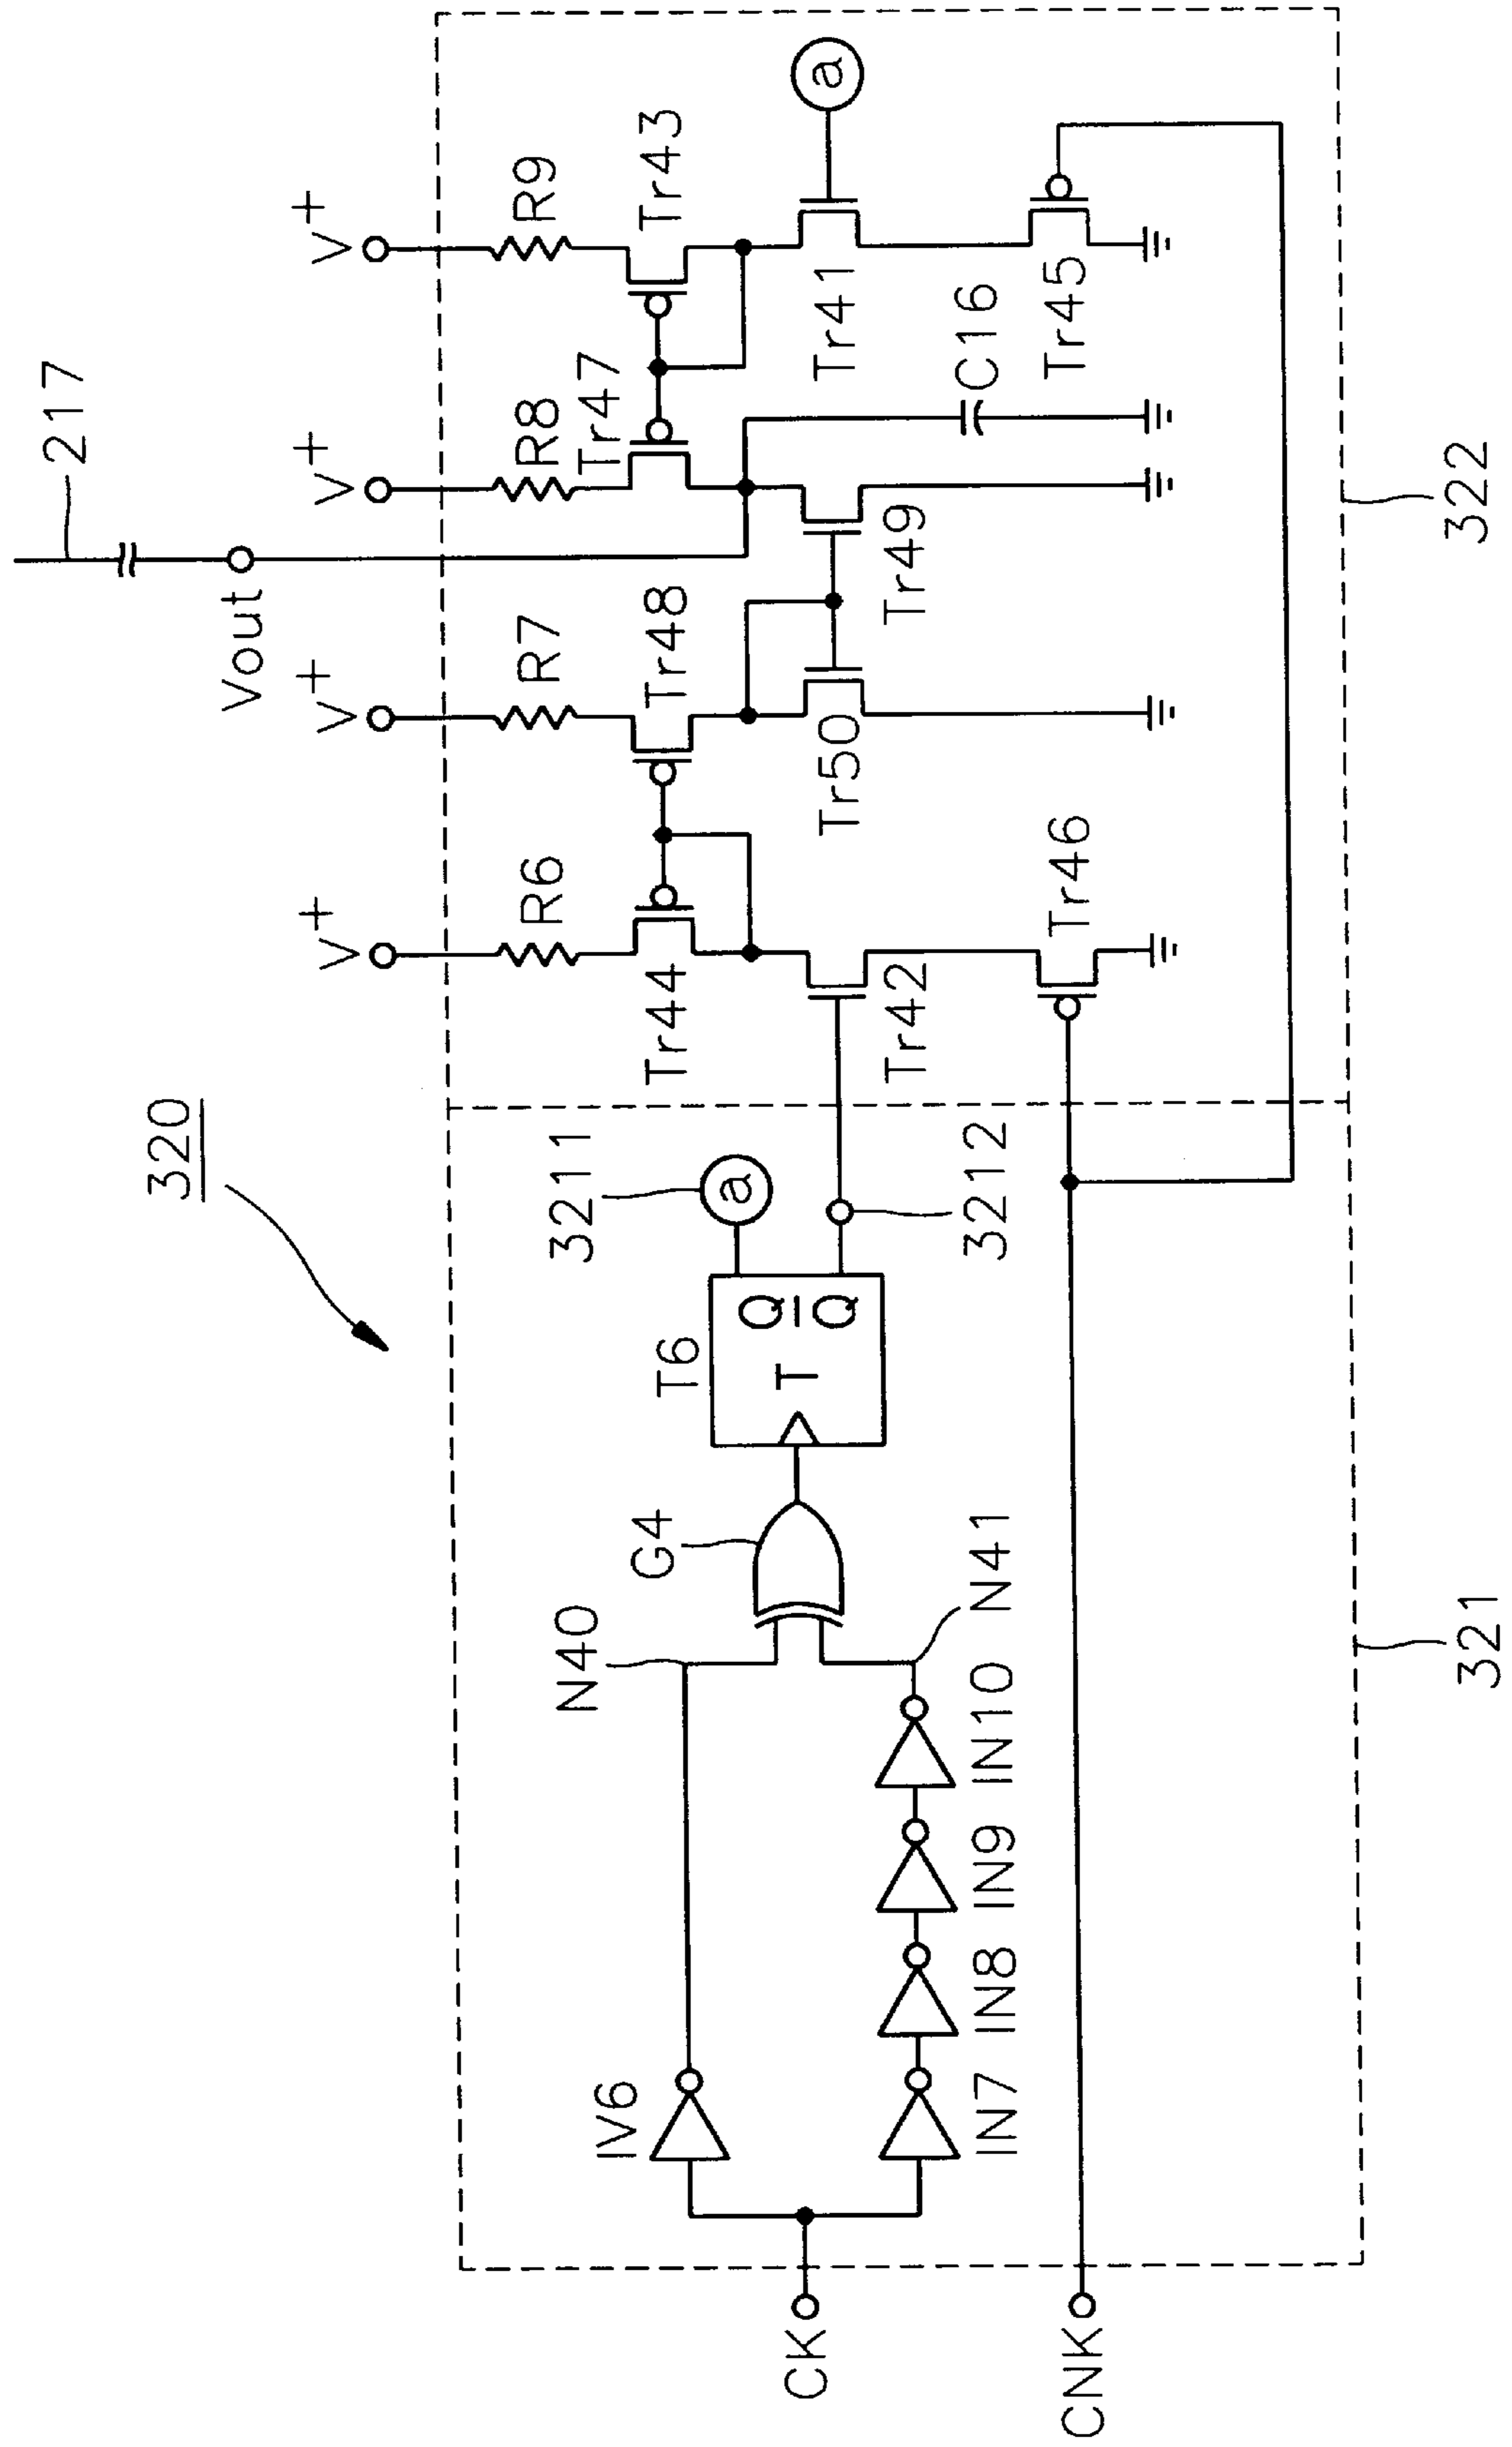 320
217
V+
V+
V+
V+
Vout
R6
R7
R8
R9
Tr44
Tr48
Tr47
Tr43
Tr42
Tr50
Tr49
Tr41
C16
Tr46
Tr45
a
322
3211
a
3212
T6
T
Q
Q̅
G4
N40
N41
IV6
IN7
IN8
IN9
IN10
CK
CNK
321